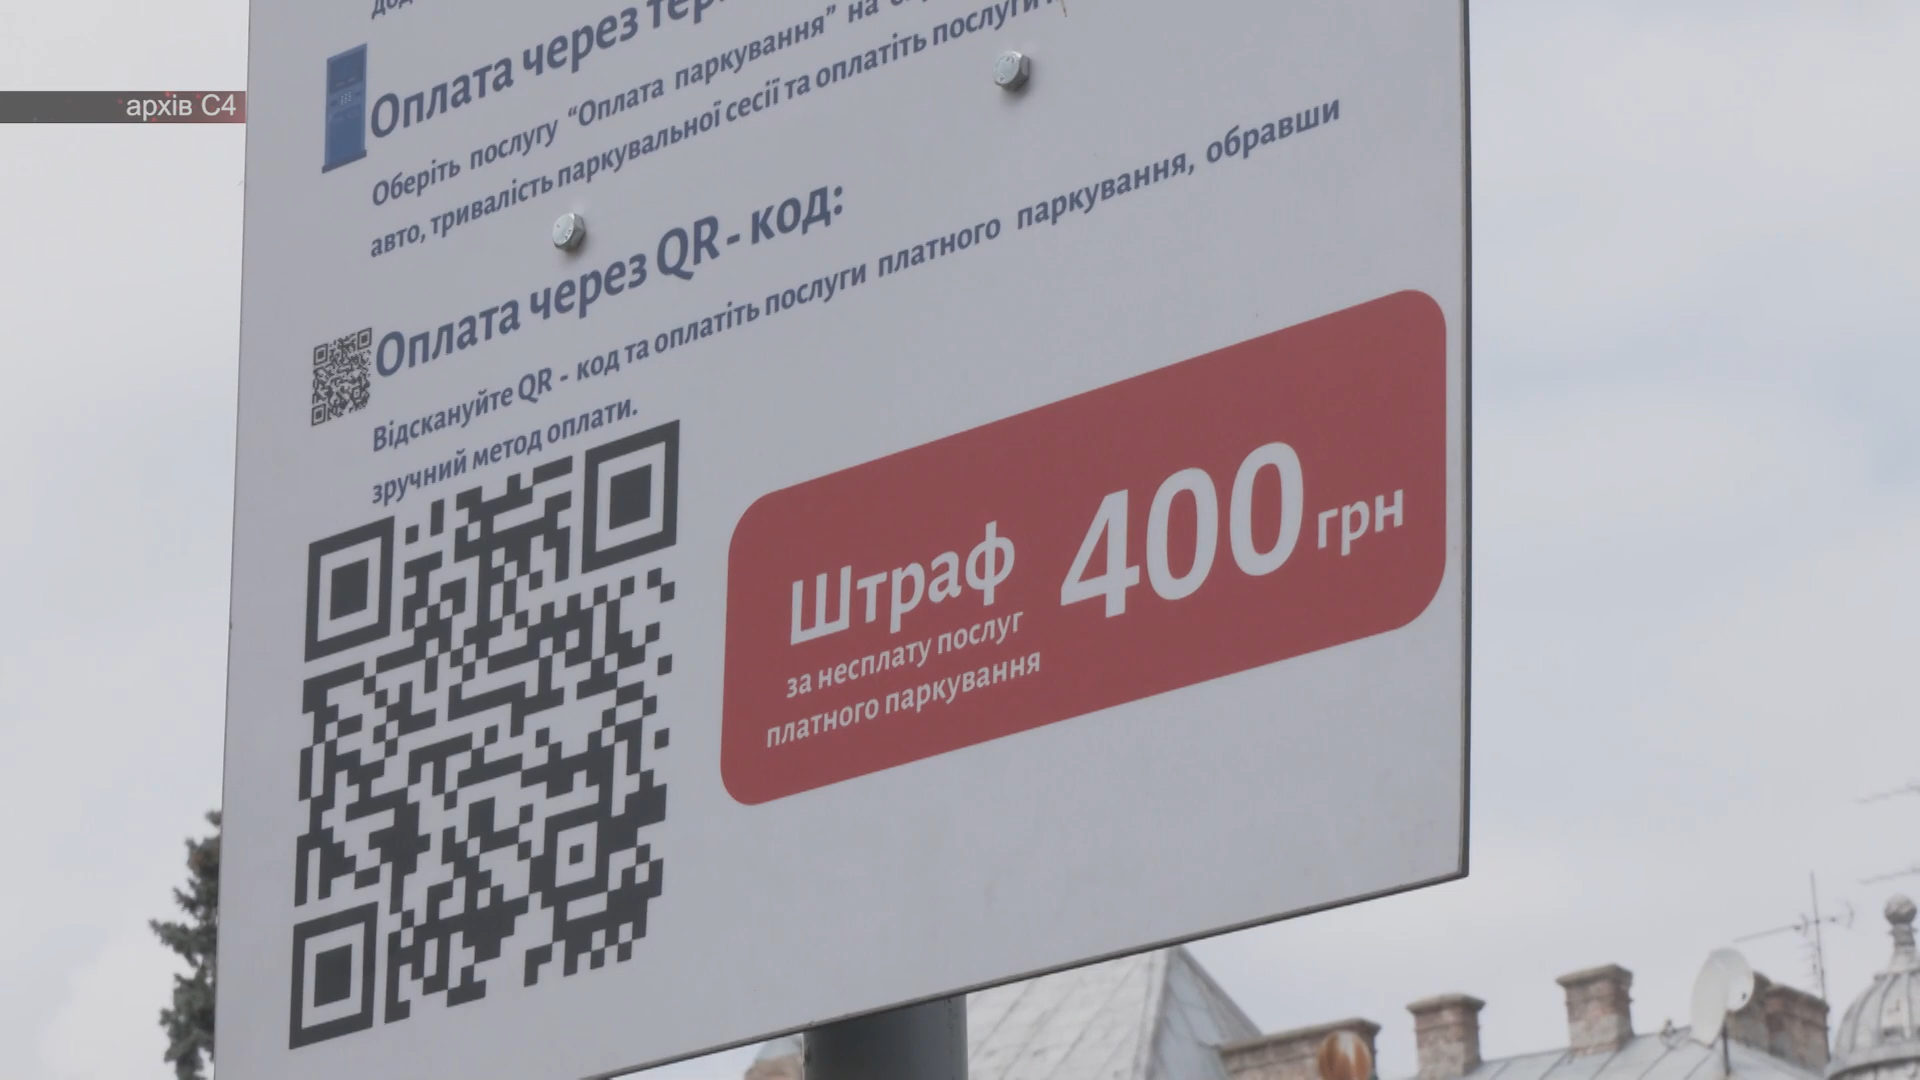 архів С4
Оплата через
Оберіть послугу “Оплата паркування” на
авто, тривалість паркувальної сесії та оплатіть послуги
Оплата через QR - код:
Відскануйте QR - код та оплатіть послуги платного паркування, обравши
зручний метод оплати.
Штраф 400 грн
за несплату послуг
платного паркування